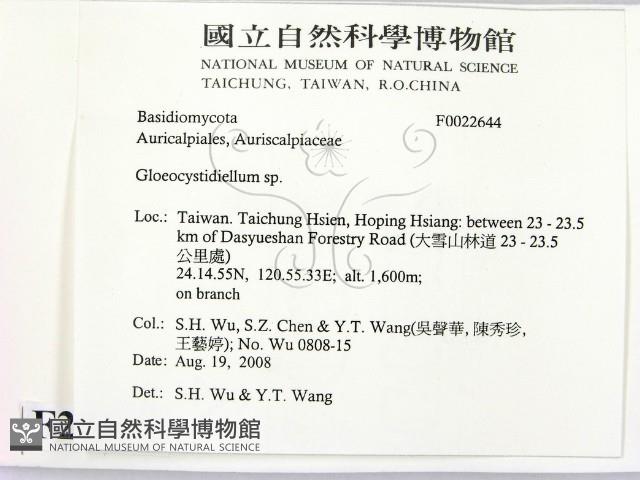 國立自然科學博物館
NATIONAL MUSEUM OF NATURAL SCIENCE
TAICHUNG, TAIWAN, R.O.CHINA
Basidiomycota F0022644
Auricalpiales, Auriscalpiaceae
Gloeocystidiellum sp.
Loc.: Taiwan. Taichung Hsien, Hoping Hsiang: between 23 - 23.5
km of Dasyueshan Forestry Road (大雪山林道 23 - 23.5
公里處)
24.14.55N, 120.55.33E; alt. 1,600m;
on branch
Col.: S.H. Wu, S.Z. Chen & Y.T. Wang(吳聲華, 陳秀珍,
王藝婷); No. Wu 0808-15
Date: Aug. 19, 2008
Det.: S.H. Wu & Y.T. Wang
F2
國立自然科學博物館
NATIONAL MUSEUM OF NATURAL SCIENCE